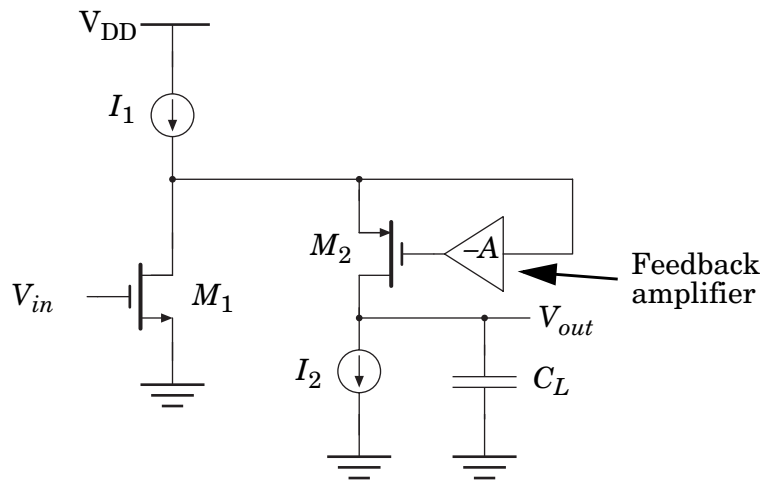 V_DD
I_1
M_2
–A
V_in
M_1
Feedback
amplifier
V_out
I_2
C_L